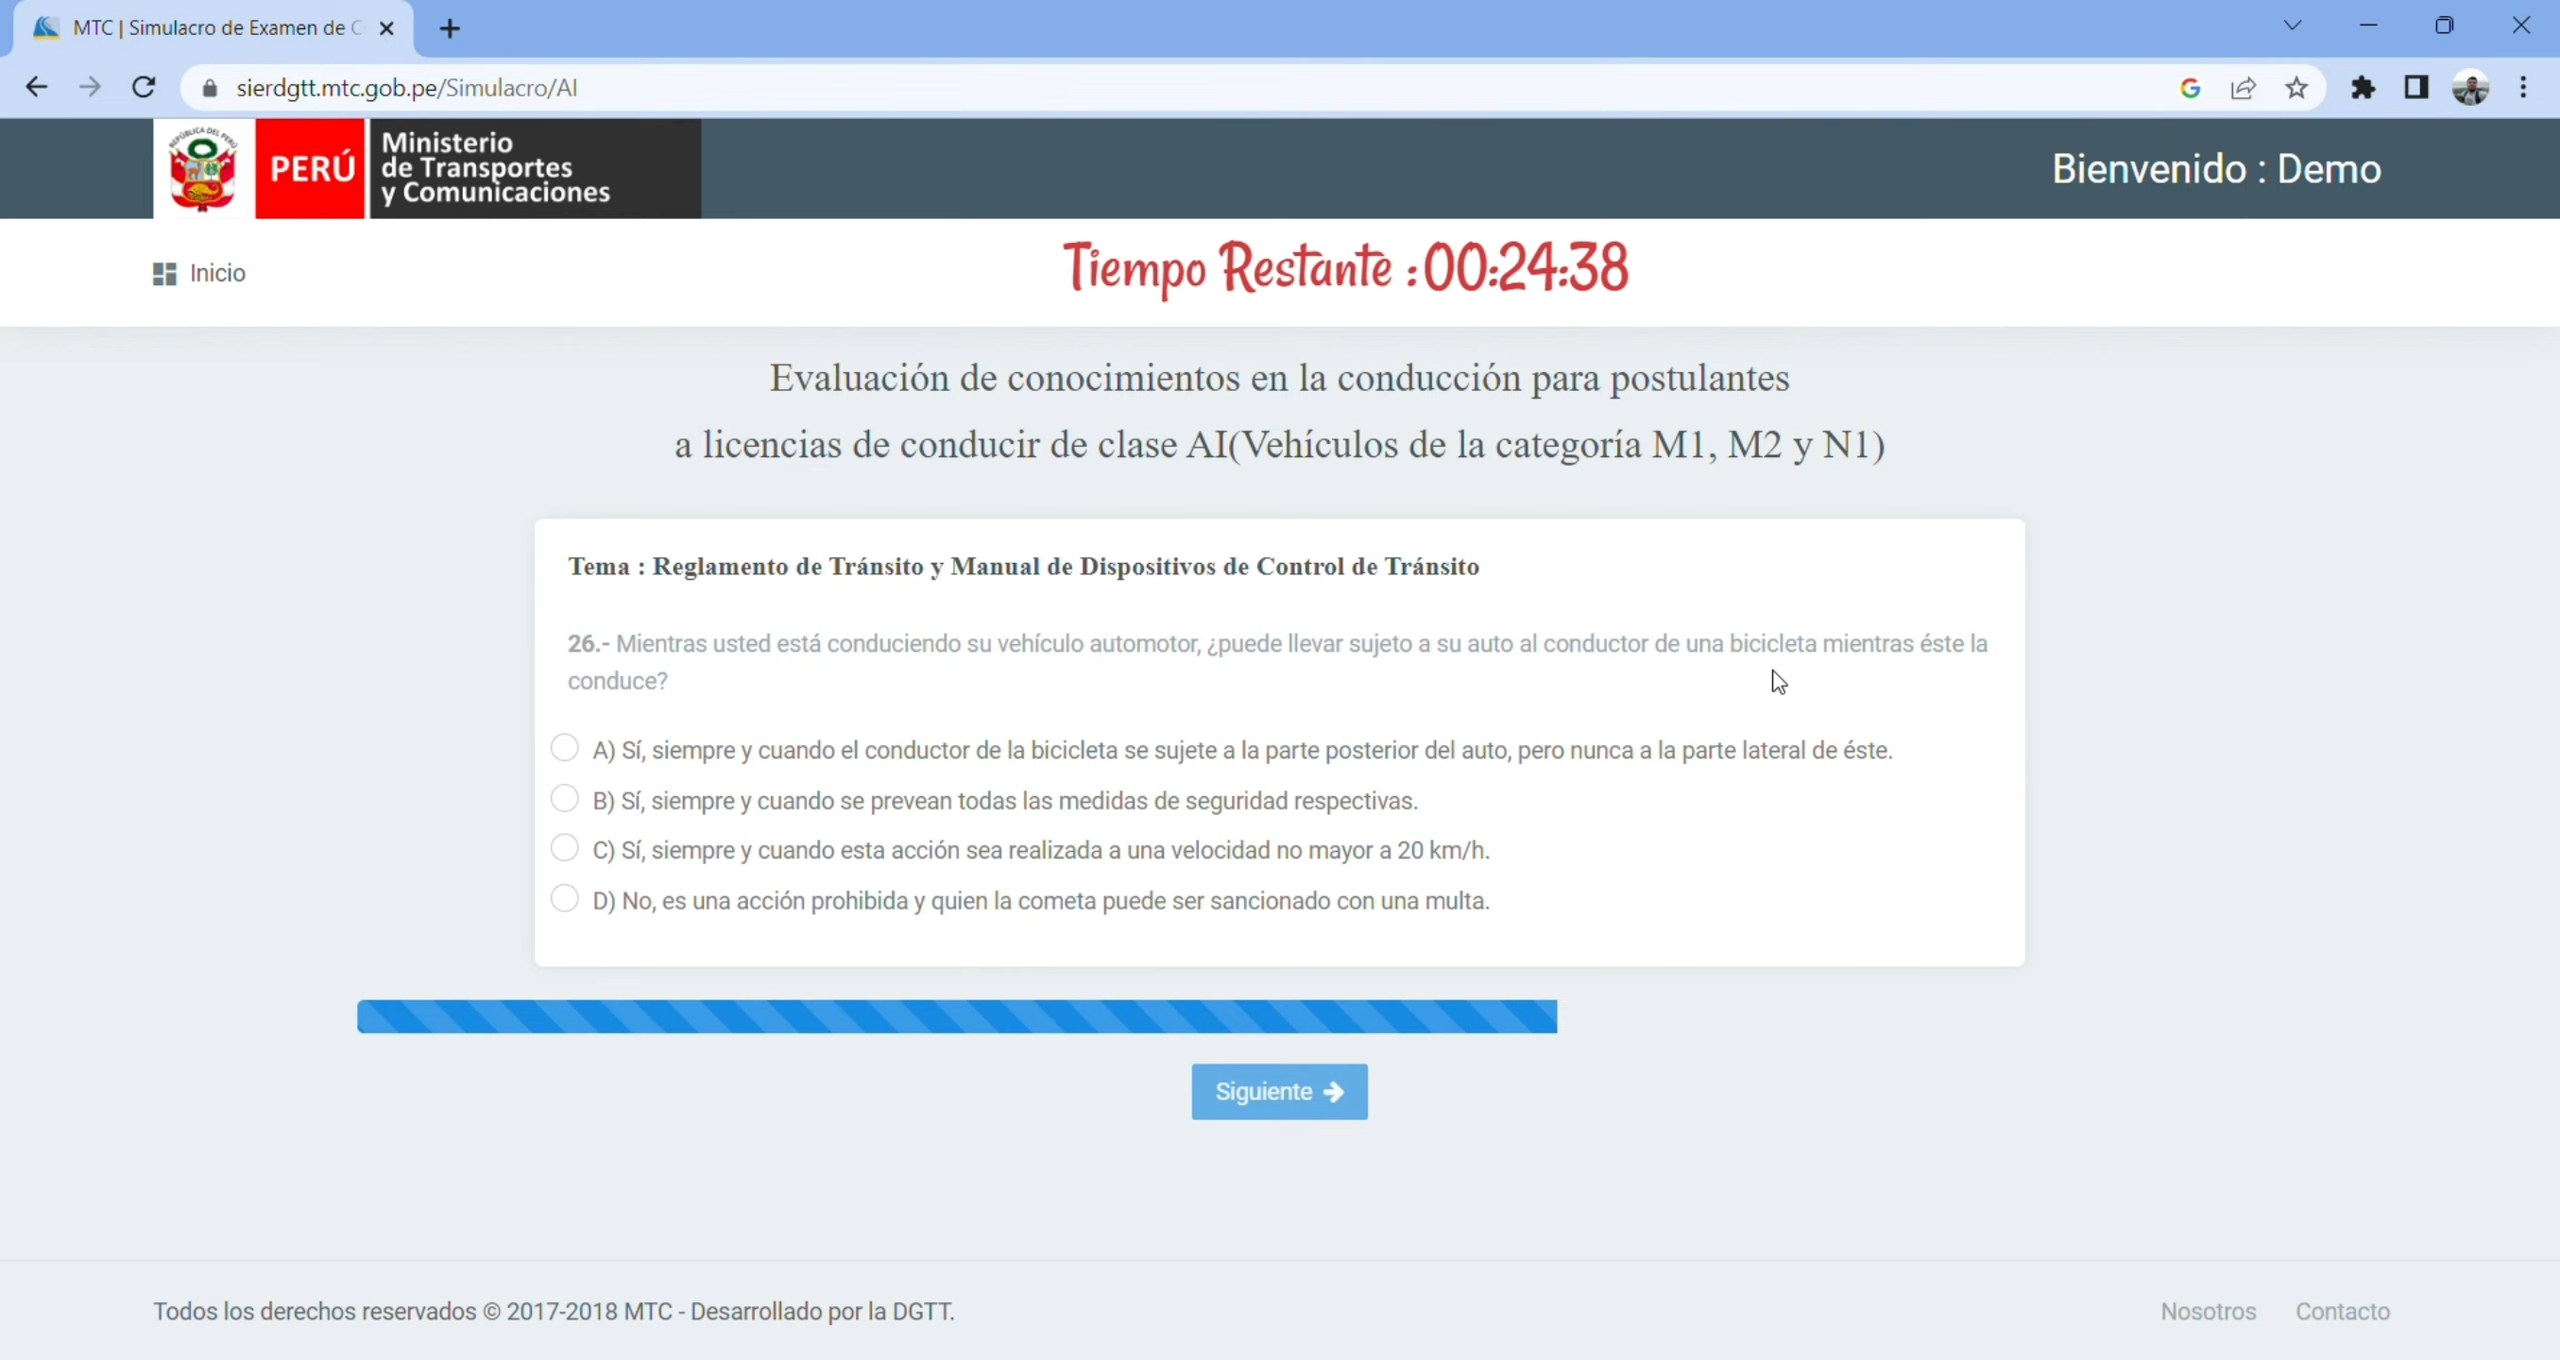 MTC | Simulacro de Examen de C
sierdgtt.mtc.gob.pe/Simulacro/AI
REPÚBLICA DEL PERÚ
PERÚ
Ministerio
de Transportes
y Comunicaciones
Bienvenido : Demo
Inicio
Tiempo Restante :00:24:38
Evaluación de conocimientos en la conducción para postulantes
a licencias de conducir de clase AI(Vehículos de la categoría M1, M2 y N1)
Tema : Reglamento de Tránsito y Manual de Dispositivos de Control de Tránsito
26.- Mientras usted está conduciendo su vehículo automotor, ¿puede llevar sujeto a su auto al conductor de una bicicleta mientras éste la
conduce?
A) Sí, siempre y cuando el conductor de la bicicleta se sujete a la parte posterior del auto, pero nunca a la parte lateral de éste.
B) Sí, siempre y cuando se prevean todas las medidas de seguridad respectivas.
C) Sí, siempre y cuando esta acción sea realizada a una velocidad no mayor a 20 km/h.
D) No, es una acción prohibida y quien la cometa puede ser sancionado con una multa.
Siguiente
Todos los derechos reservados © 2017-2018 MTC - Desarrollado por la DGTT.
Nosotros Contacto